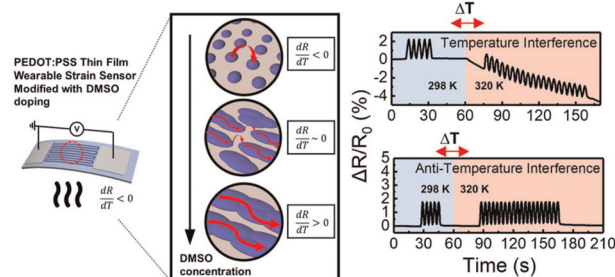 PEDOT:PSS Thin Film
Wearable Strain Sensor
Modified with DMSO
doping
V
dR/dT < 0
dR/dT < 0
dR/dT ~ 0
dR/dT > 0
DMSO
concentration
ΔT
Temperature Interference
298 K 320 K
2
0
-2
-4
0 30 60 90 120 150 170
ΔT
Anti-Temperature Interference
298 K 320 K
4
2
0
0 30 60 90 120 150 180 210
ΔR/R₀ (%)
Time (s)